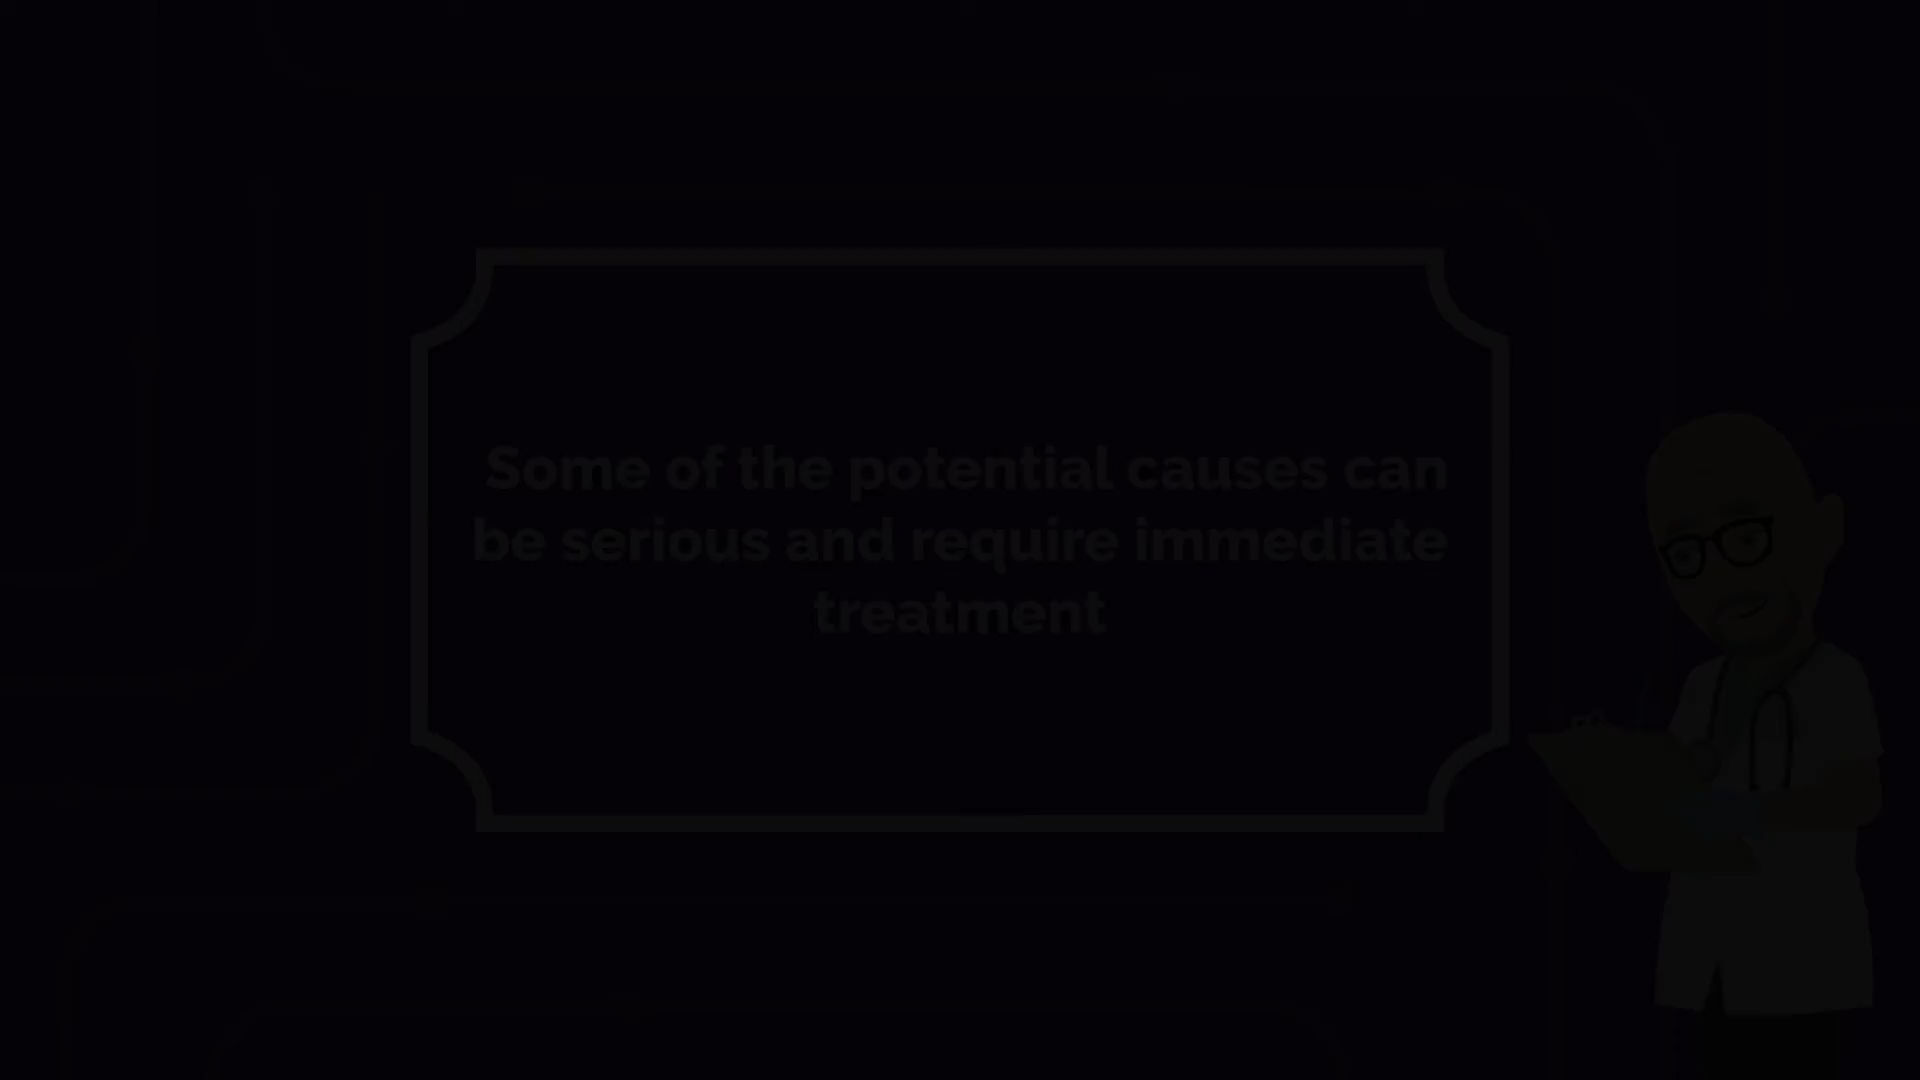 Some of the potential causes can
be serious and require immediate
treatment